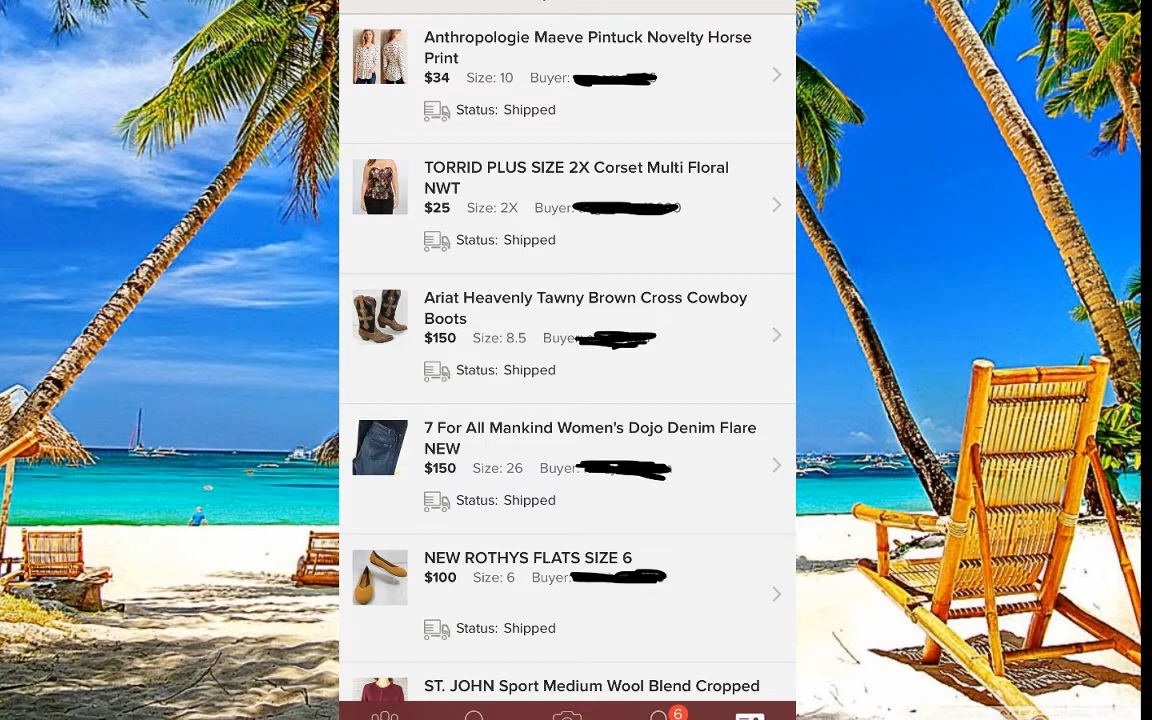 Anthropologie Maeve Pintuck Novelty Horse
Print
$34 Size: 10 Buyer:
Status: Shipped
TORRID PLUS SIZE 2X Corset Multi Floral
NWT
$25 Size: 2X Buyer:
Status: Shipped
Ariat Heavenly Tawny Brown Cross Cowboy
Boots
$150 Size: 8.5 Buye
Status: Shipped
7 For All Mankind Women's Dojo Denim Flare
NEW
$150 Size: 26 Buyer:
Status: Shipped
NEW ROTHYS FLATS SIZE 6
$100 Size: 6 Buyer:
Status: Shipped
ST. JOHN Sport Medium Wool Blend Cropped
6